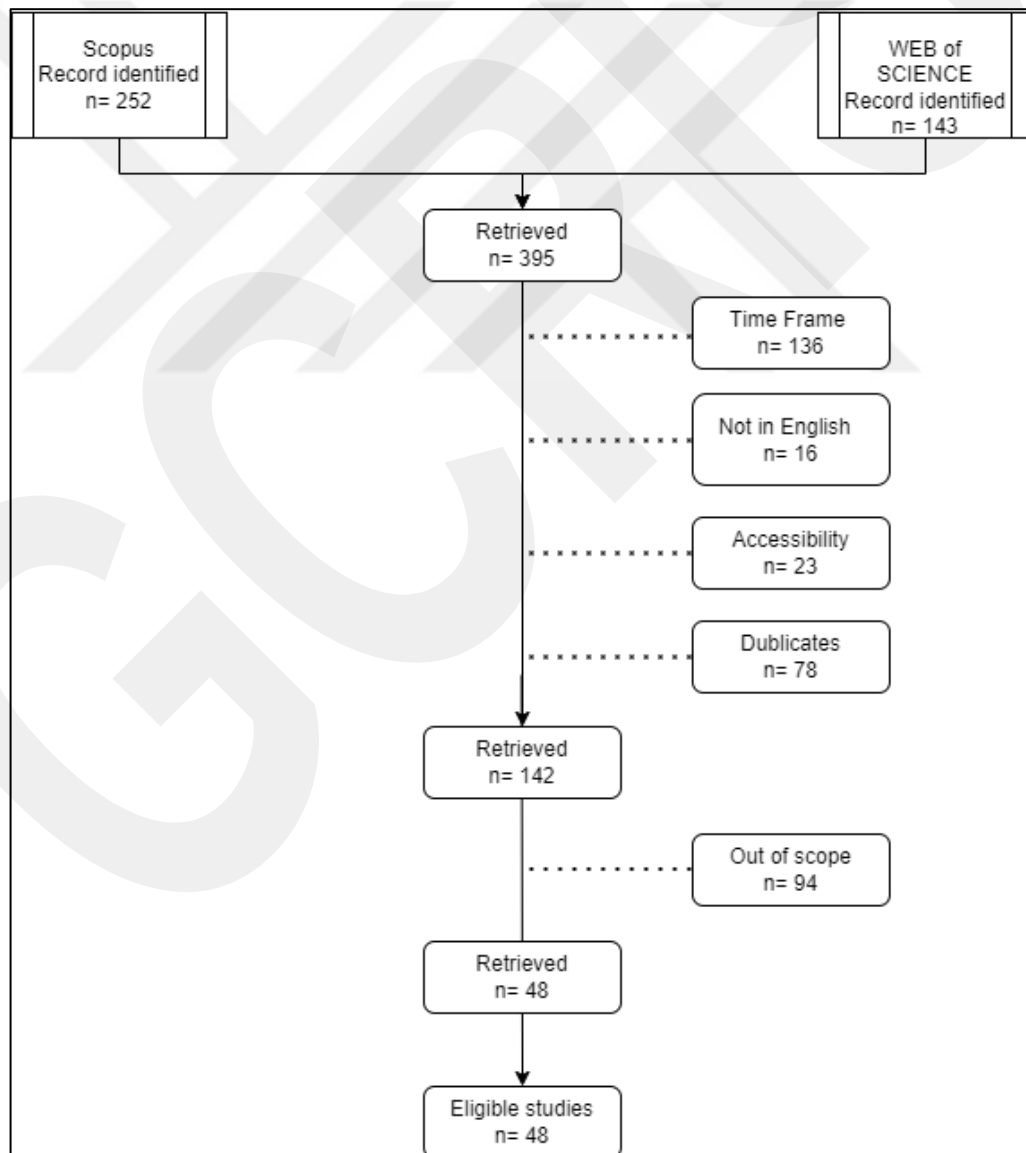 Scopus
Record identified
n= 252
WEB of
SCIENCE
Record identified
n= 143
Retrieved
n= 395
Time Frame
n= 136
Not in English
n= 16
Accessibility
n= 23
Dublicates
n= 78
Retrieved
n= 142
Out of scope
n= 94
Retrieved
n= 48
Eligible studies
n= 48